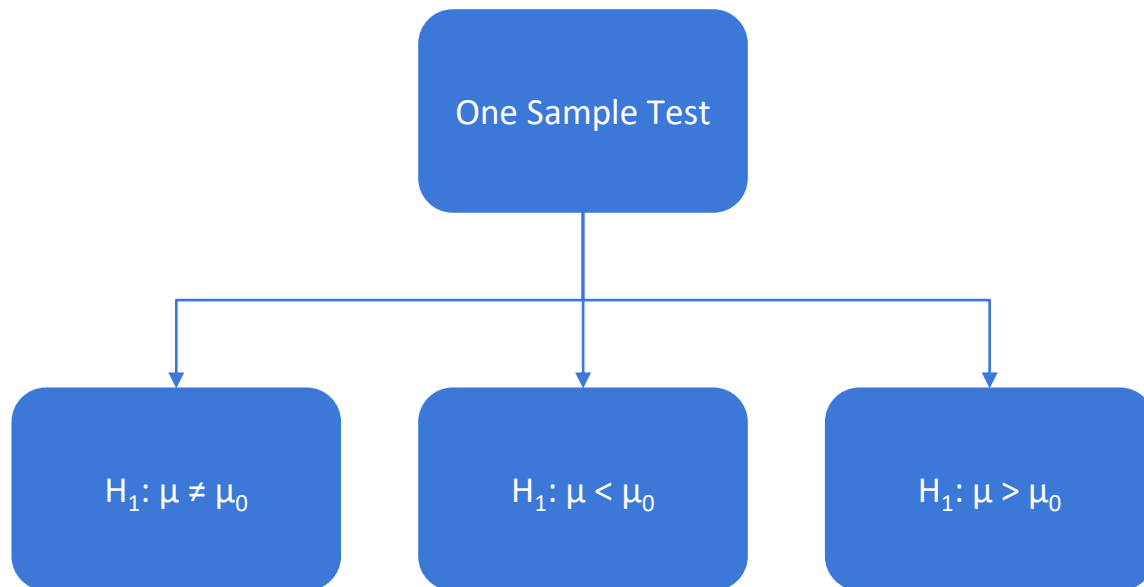 One Sample Test
H₁: μ ≠ μ₀
H₁: μ < μ₀
H₁: μ > μ₀